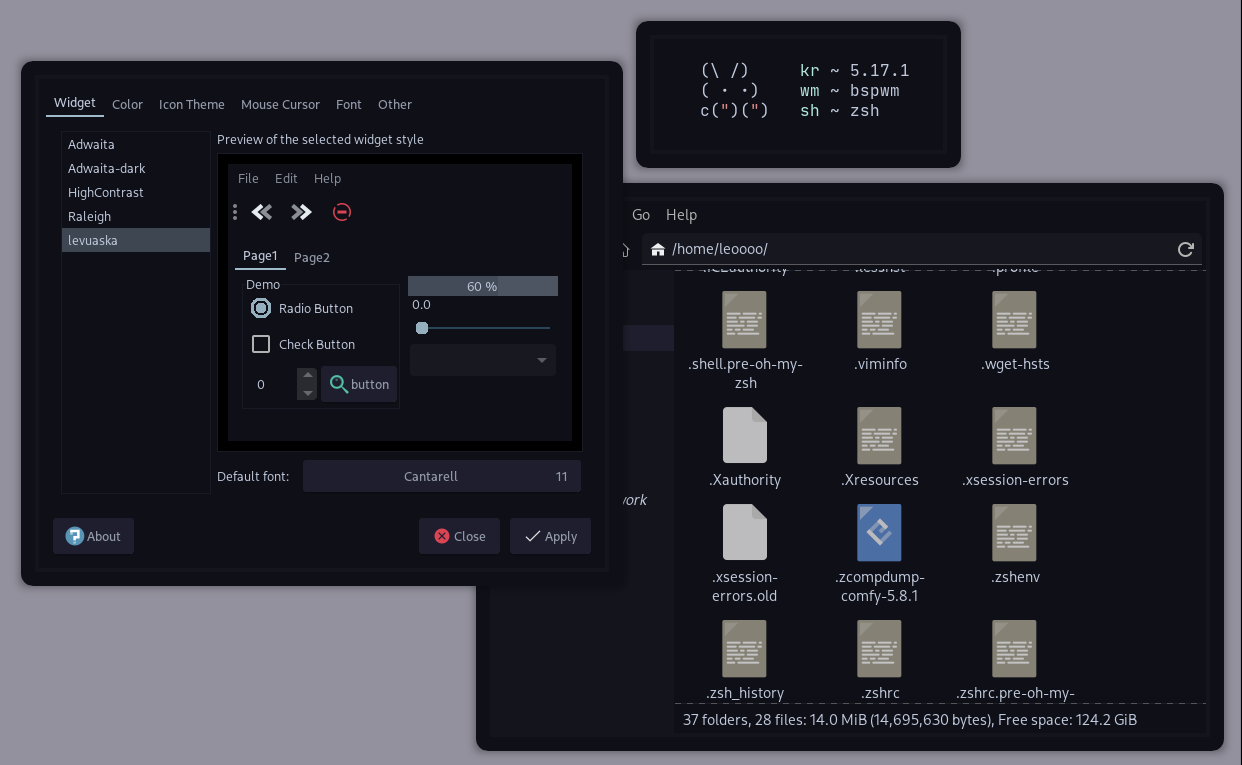 (\ /) kr ~ 5.17.1
( · ·) wm ~ bspwm
c(")(") sh ~ zsh
Widget Color Icon Theme Mouse Cursor Font Other
Adwaita
Adwaita-dark
HighContrast
Raleigh
levuaska
Preview of the selected widget style
File Edit Help
Page1 Page2
Demo
Radio Button
Check Button
0
button
60 %
0.0
Default font:
Cantarell 11
About
Close
Apply
Go Help
/home/leoooo/
.shell.pre-oh-my-
zsh
.viminfo
.wget-hsts
.Xauthority
.Xresources
.xsession-errors
.xsession-
errors.old
.zcompdump-
comfy-5.8.1
.zshenv
.zsh_history
.zshrc
.zshrc.pre-oh-my-
37 folders, 28 files: 14.0 MiB (14,695,630 bytes), Free space: 124.2 GiB